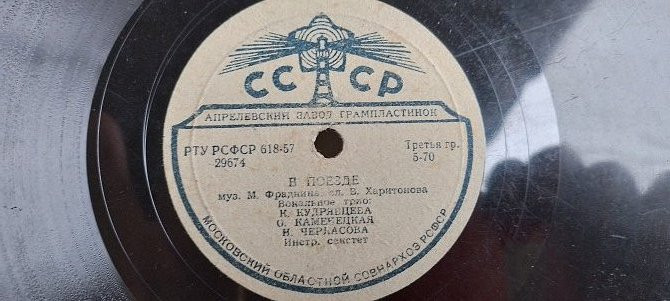 СССР
АПРЕЛЕВСКИЙ ЗАВОД ГРАМПЛАСТИНОК
РТУ РСФСР 618-57 Третья гр.
29674 5-70
В ПОЕЗДЕ
муз. М. Фрадкина, сл. В. Харитонова
Вокальное трио:
Н. КУДРЯВЦЕВА
О. КАМЕНЕЦКАЯ
Н. ЧЕРКАСОВА
Инстр. секстет
МОСКОВСКИЙ ОБЛАСТНОЙ СОВНАРХОЗ РСФСР